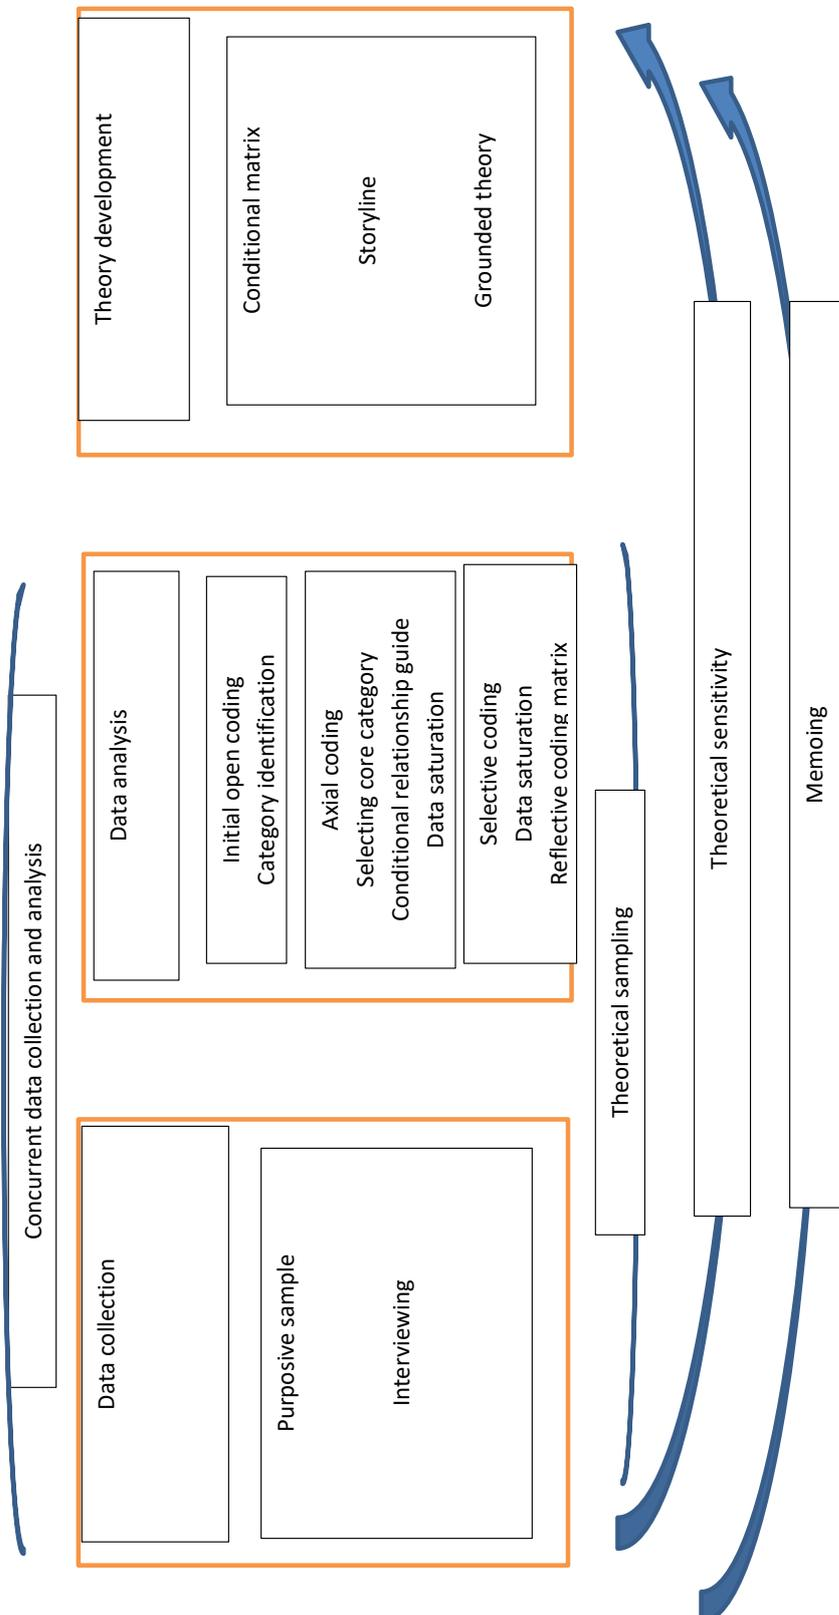 Concurrent data collection and analysis
Data collection
Purposive sample
Interviewing
Data analysis
Initial open coding
Category identification
Axial coding
Selecting core category
Conditional relationship guide
Data saturation
Selective coding
Data saturation
Reflective coding matrix
Theory development
Conditional matrix
Storyline
Grounded theory
Theoretical sampling
Theoretical sensitivity
Memoing